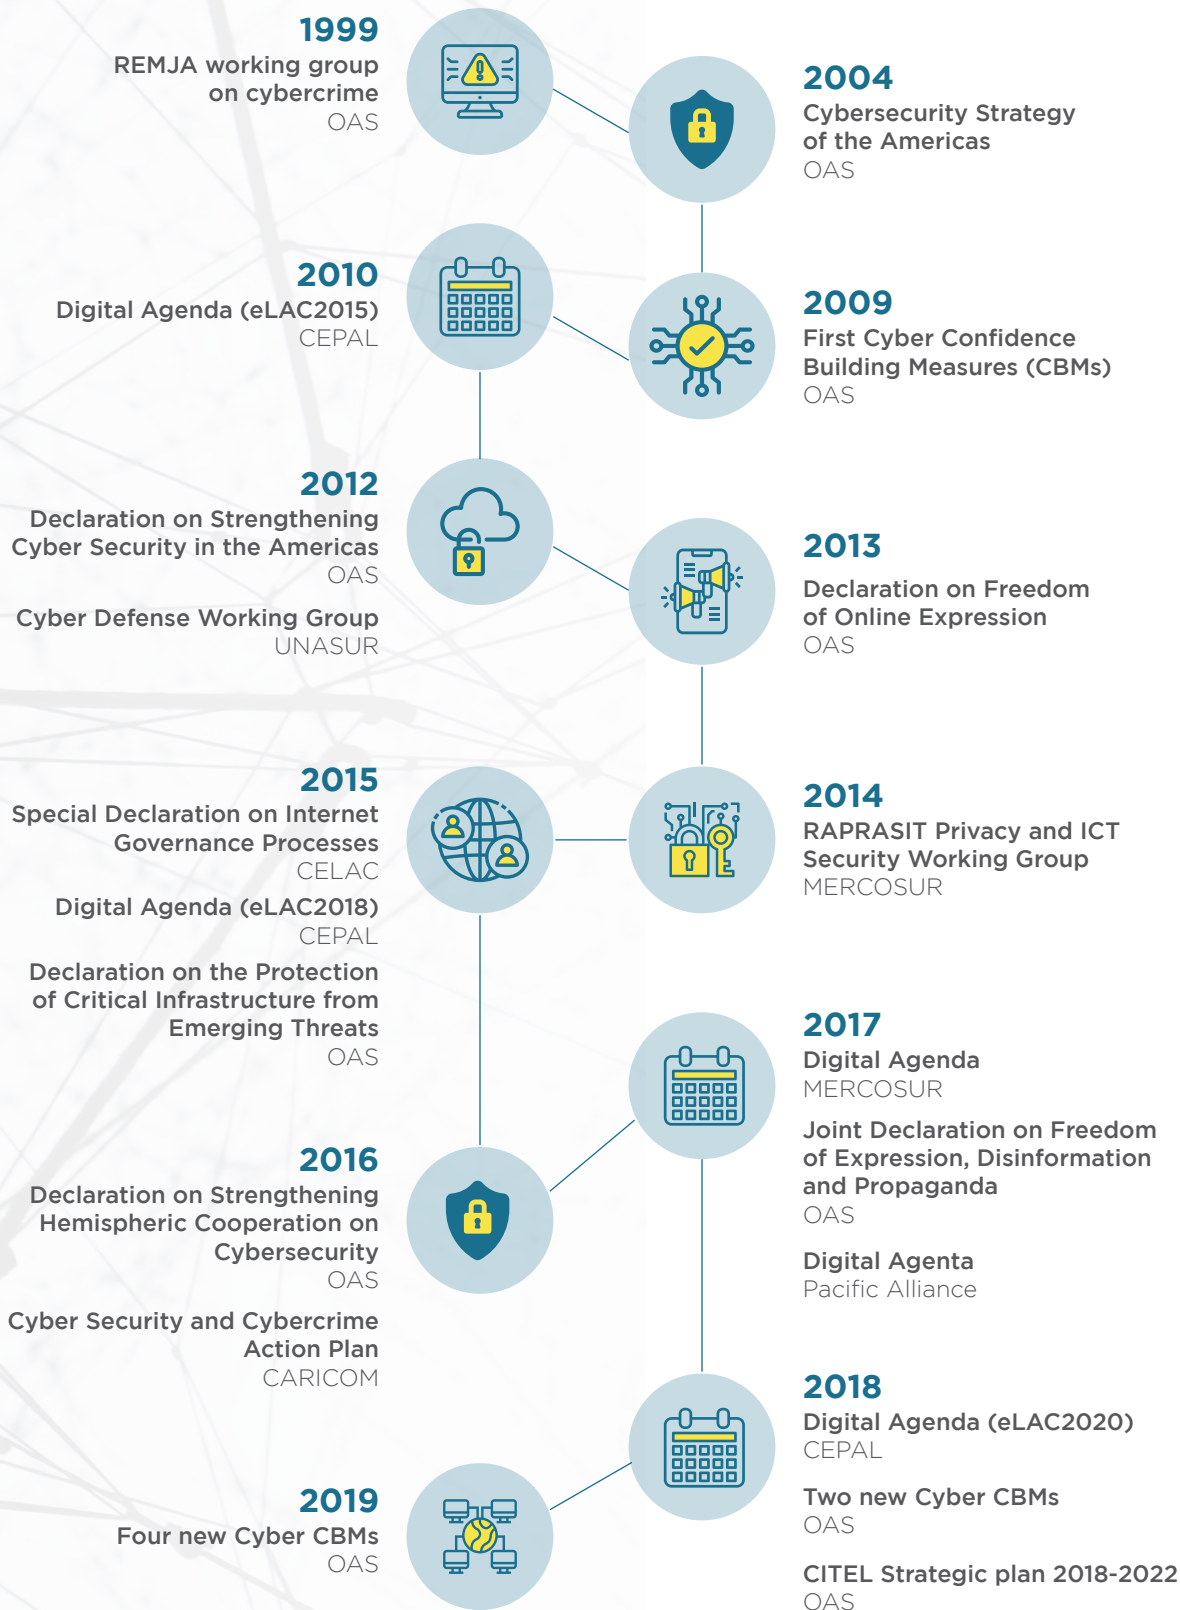 1999
REMJA working group
on cybercrime
OAS
2004
Cybersecurity Strategy
of the Americas
OAS
2009
First Cyber Confidence
Building Measures (CBMs)
OAS
2010
Digital Agenda (eLAC2015)
CEPAL
2012
Declaration on Strengthening
Cyber Security in the Americas
OAS
Cyber Defense Working Group
UNASUR
2013
Declaration on Freedom
of Online Expression
OAS
2014
RAPRASIT Privacy and ICT
Security Working Group
MERCOSUR
2015
Special Declaration on Internet
Governance Processes
CELAC
Digital Agenda (eLAC2018)
CEPAL
Declaration on the Protection
of Critical Infrastructure from
Emerging Threats
OAS
2016
Declaration on Strengthening
Hemispheric Cooperation on
Cybersecurity
OAS
Cyber Security and Cybercrime
Action Plan
CARICOM
2017
Digital Agenda
MERCOSUR
Joint Declaration on Freedom
of Expression, Disinformation
and Propaganda
OAS
Digital Agenta
Pacific Alliance
2018
Digital Agenda (eLAC2020)
CEPAL
Two new Cyber CBMs
OAS
CITEL Strategic plan 2018-2022
OAS
2019
Four new Cyber CBMs
OAS